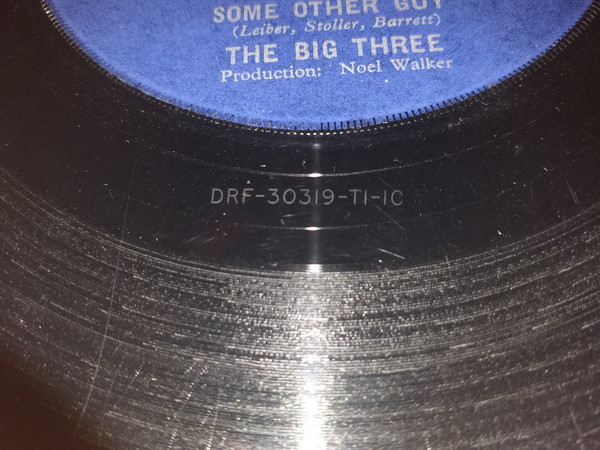 SOME OTHER GUY
(Leiber, Stoller, Barrett)
THE BIG THREE
Production: Noel Walker
DRF-30319-T1-1C